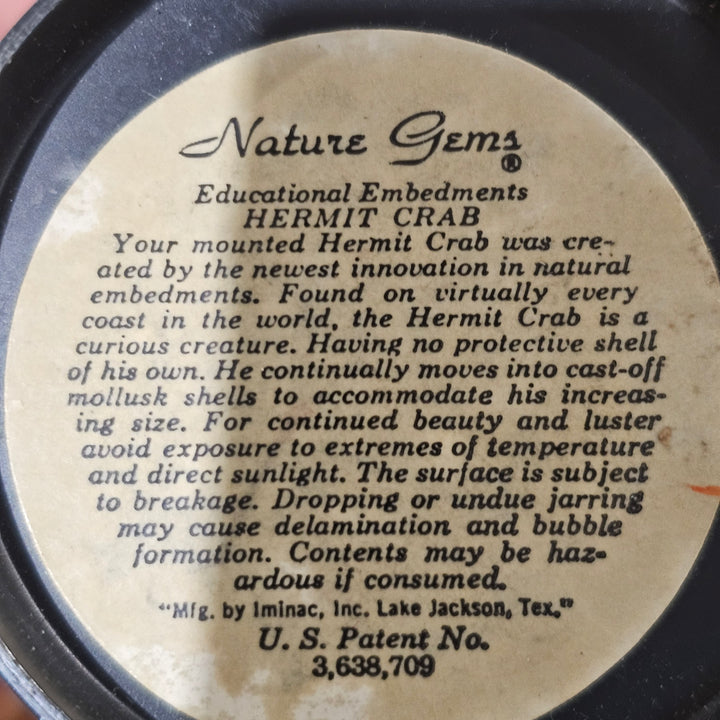 Nature Gems®
Educational Embedments
HERMIT CRAB
Your mounted Hermit Crab was cre-
ated by the newest innovation in natural
embedments. Found on virtually every
coast in the world, the Hermit Crab is a
curious creature. Having no protective shell
of his own. He continually moves into cast-off
mollusk shells to accommodate his increas-
ing size. For continued beauty and luster
avoid exposure to extremes of temperature
and direct sunlight. The surface is subject
to breakage. Dropping or undue jarring
may cause delamination and bubble
formation. Contents may be haz-
ardous if consumed.
"Mfg. by Iminac, Inc. Lake Jackson, Tex."
U. S. Patent No.
3,638,709